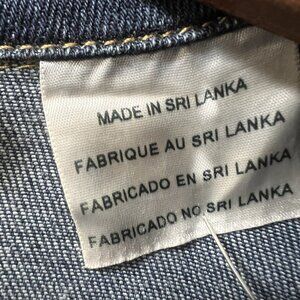 MADE IN SRI LANKA
FABRIQUE AU SRI LANKA
FABRICADO EN SRI LANKA
FABRICADO NO SRI LANKA